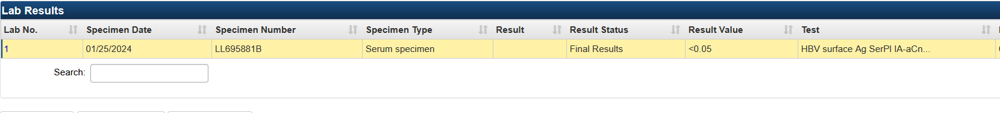 Lab Results
Lab No. Specimen Date Specimen Number Specimen Type Result Result Status Result Value Test
1 01/25/2024 LL695881B Serum specimen Final Results <0.05 HBV surface Ag SerPl IA-aCn...
Search: